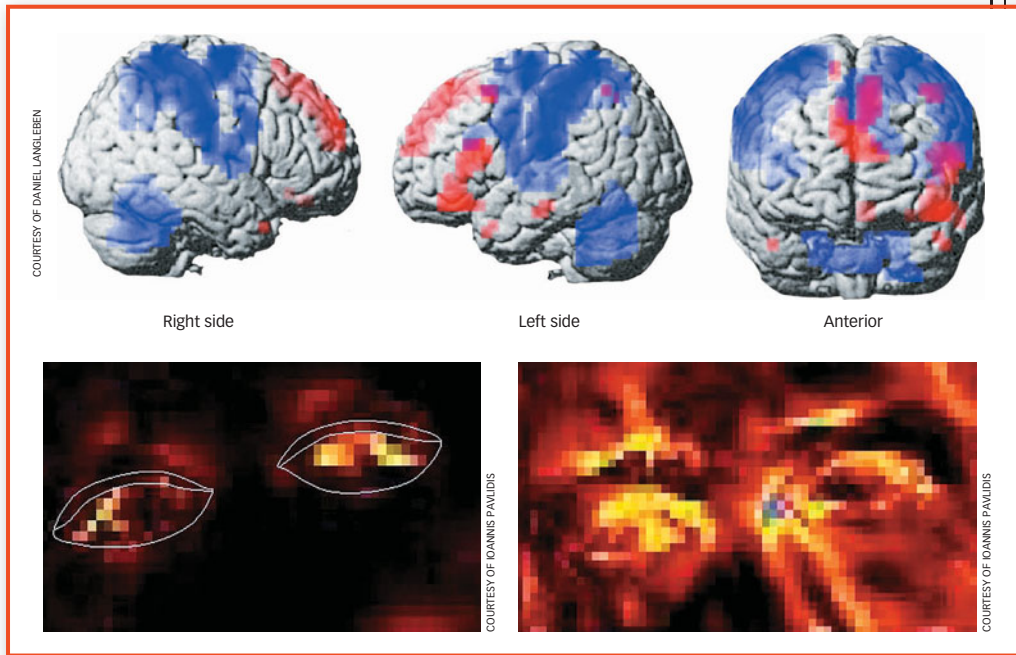 COURTESY OF DANIEL LANGLEBEN
Right side
Left side
Anterior
COURTESY OF IOANNIS PAVLIDIS
COURTESY OF IOANNIS PAVLIDIS